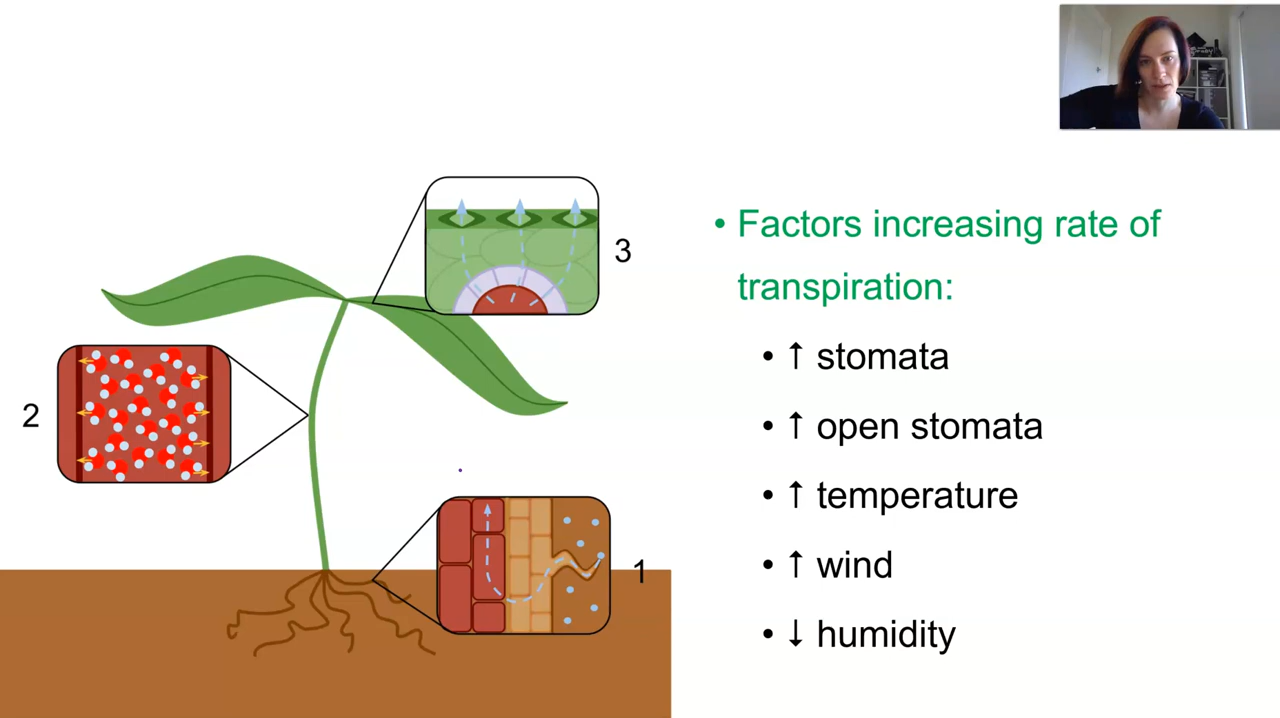 3
2
1
• Factors increasing rate of
transpiration:
• ↑ stomata
• ↑ open stomata
• ↑ temperature
• ↑ wind
• ↓ humidity